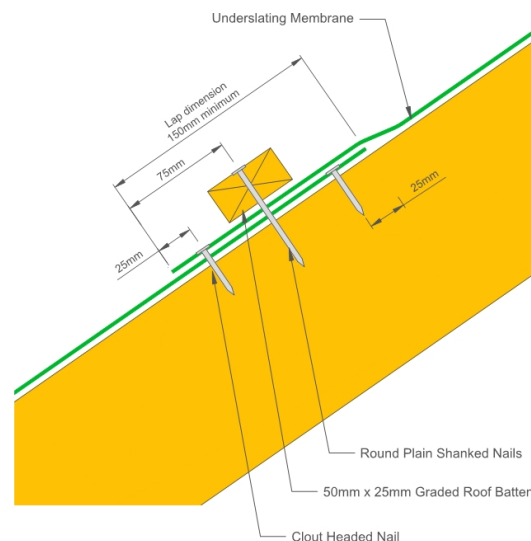 Underslating Membrane
Lap dimension
150mm minimum
75mm
25mm
25mm
Round Plain Shanked Nails
50mm x 25mm Graded Roof Batten
Clout Headed Nail